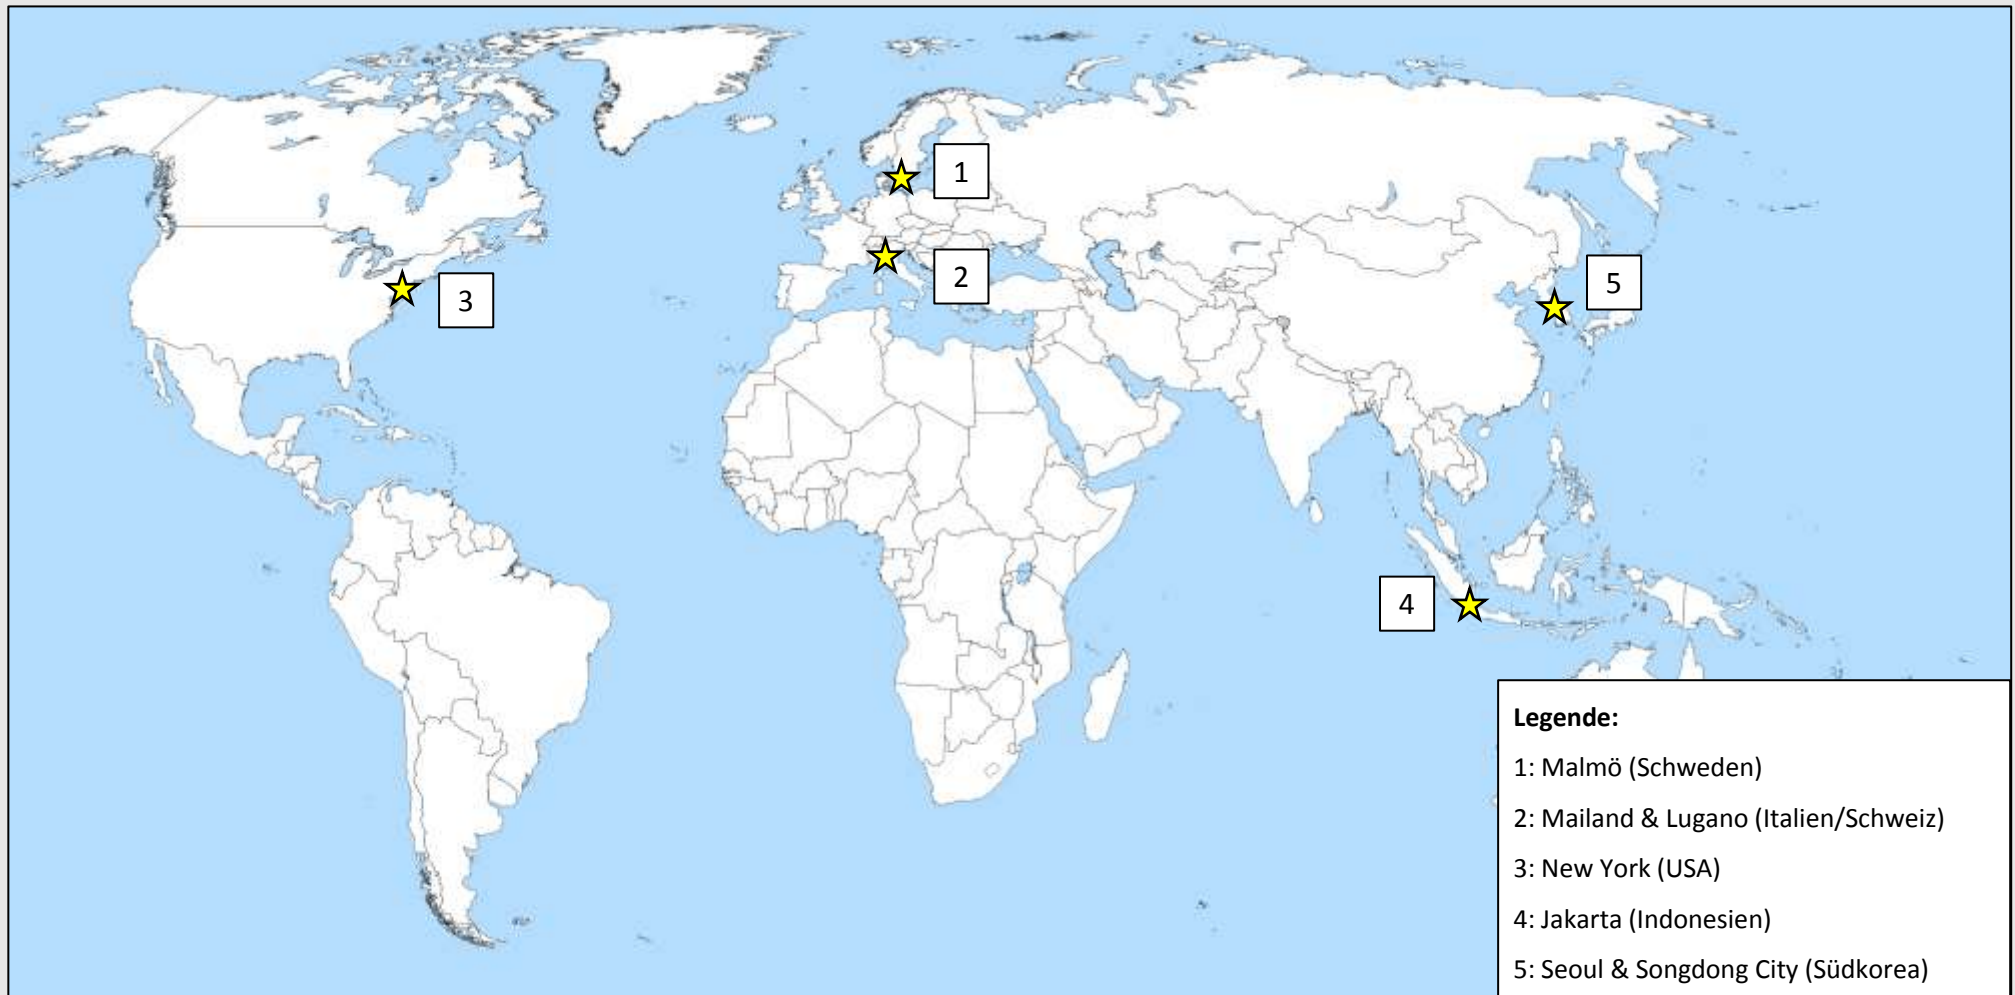 1
2
3
5
4
Legende:
1: Malmö (Schweden)
2: Mailand & Lugano (Italien/Schweiz)
3: New York (USA)
4: Jakarta (Indonesien)
5: Seoul & Songdong City (Südkorea)